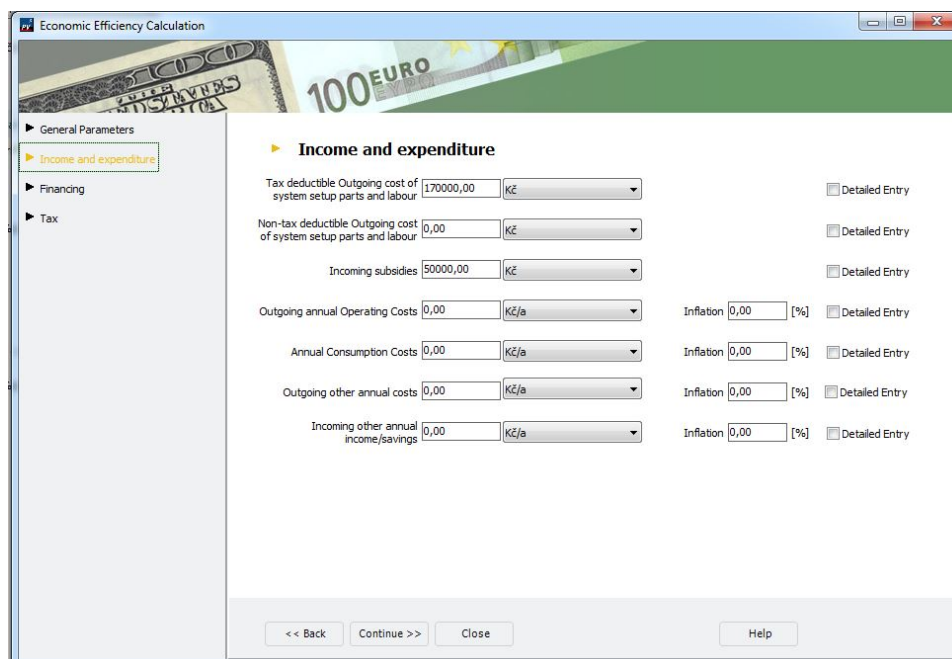 PV
Economic Efficiency Calculation
100 EURO
General Parameters
Income and expenditure
Financing
Tax
Income and expenditure
Tax deductible Outgoing cost of
system setup parts and labour 170000,00 Kč Detailed Entry
Non-tax deductible Outgoing cost
of system setup parts and labour 0,00 Kč Detailed Entry
Incoming subsidies 50000,00 Kč Detailed Entry
Outgoing annual Operating Costs 0,00 Kč/a Inflation 0,00 [%] Detailed Entry
Annual Consumption Costs 0,00 Kč/a Inflation 0,00 [%] Detailed Entry
Outgoing other annual costs 0,00 Kč/a Inflation 0,00 [%] Detailed Entry
Incoming other annual
income/savings 0,00 Kč/a Inflation 0,00 [%] Detailed Entry
<< Back Continue >> Close Help